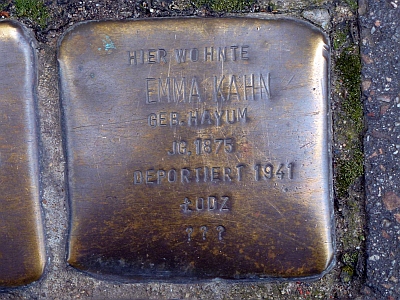 HIER WOHNTE
EMMA KAHN
GEB. HAYUM
JG. 1875
DEPORTIERT 1941
ŁODZ
? ? ?